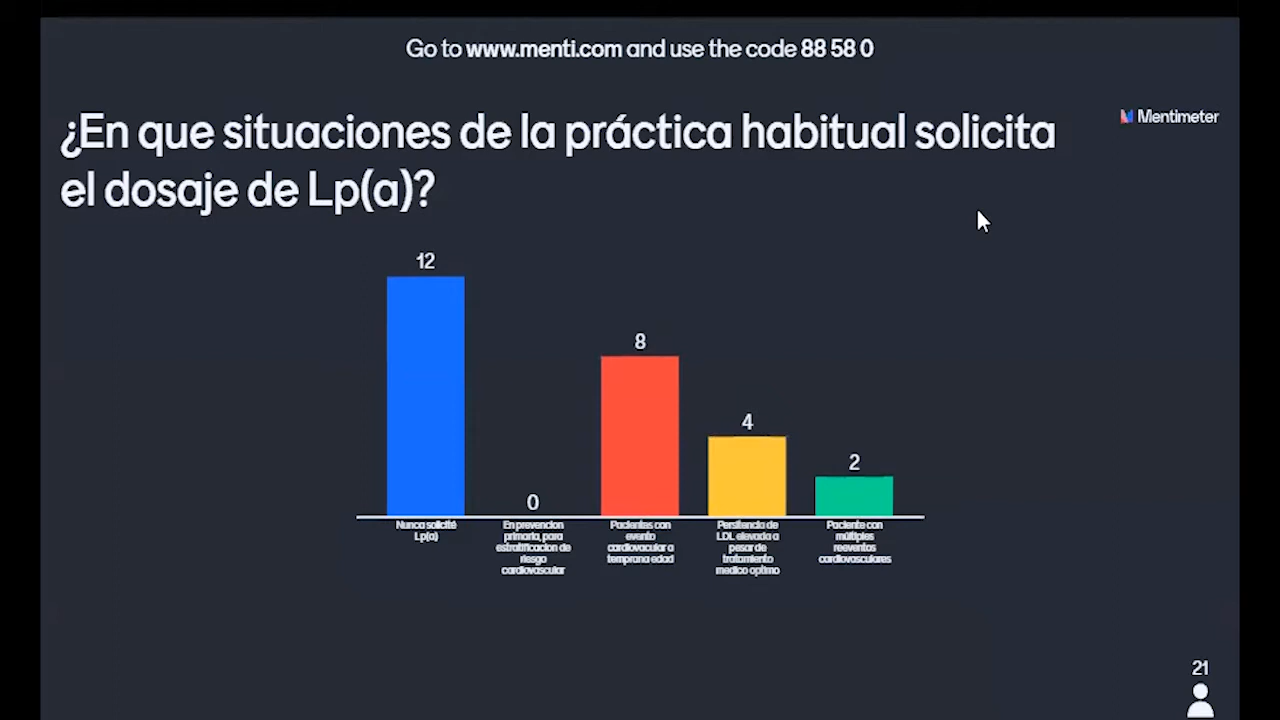 Go to www.menti.com and use the code 88 58 0
Mentimeter
¿En que situaciones de la práctica habitual solicita
el dosaje de Lp(a)?
12
0
8
4
2
Nunca solicité
Lp(a)
En prevencion
primaria, para
estratificacion de
riesgo
cardiovascular
Pacientes con
evento
cardiovacular a
temprana edad
Persitencia de
LDL elevada a
pesar de
tratamiento
medico optimo
Paciente con
múltiples
reeventos
cardiovasculares
21